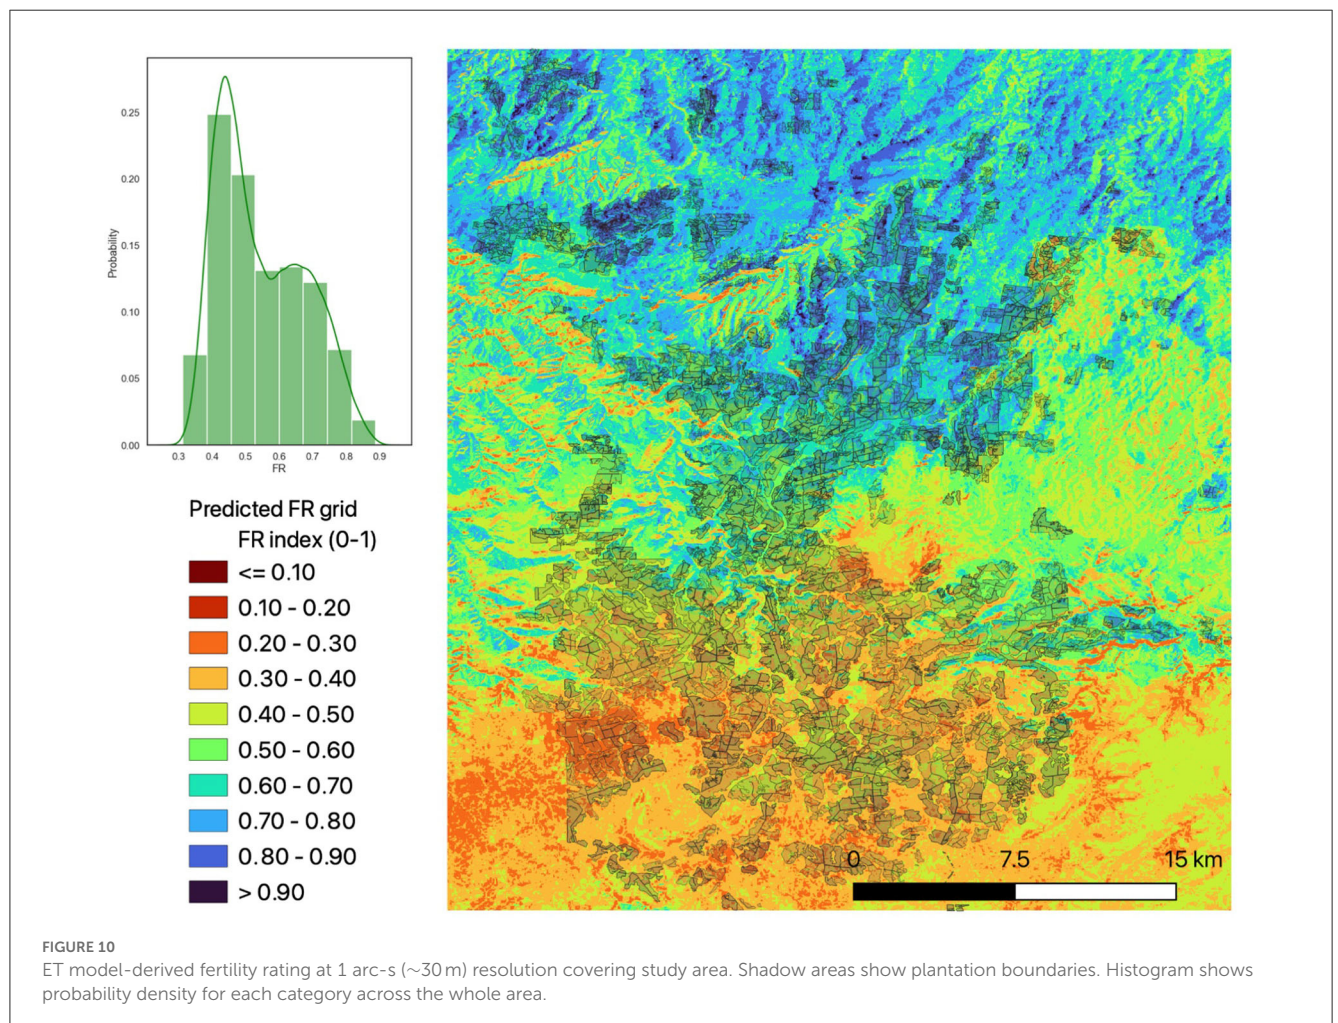 0.25
0.20
0.15
0.10
0.05
0.00
Probability
0.3 0.4 0.5 0.6 0.7 0.8 0.9
FR
Predicted FR grid
FR index (0-1)
<= 0.10
0.10 - 0.20
0.20 - 0.30
0.30 - 0.40
0.40 - 0.50
0.50 - 0.60
0.60 - 0.70
0.70 - 0.80
0.80 - 0.90
> 0.90
0 7.5 15 km
FIGURE 10
ET model-derived fertility rating at 1 arc-s (∼30 m) resolution covering study area. Shadow areas show plantation boundaries. Histogram shows
probability density for each category across the whole area.